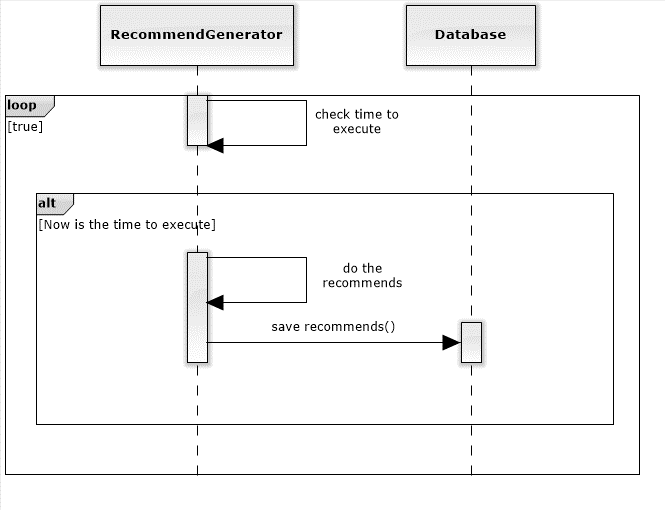 RecommendGenerator
Database
loop
[true]
check time to
execute
alt
[Now is the time to execute]
do the
recommends
save recommends()